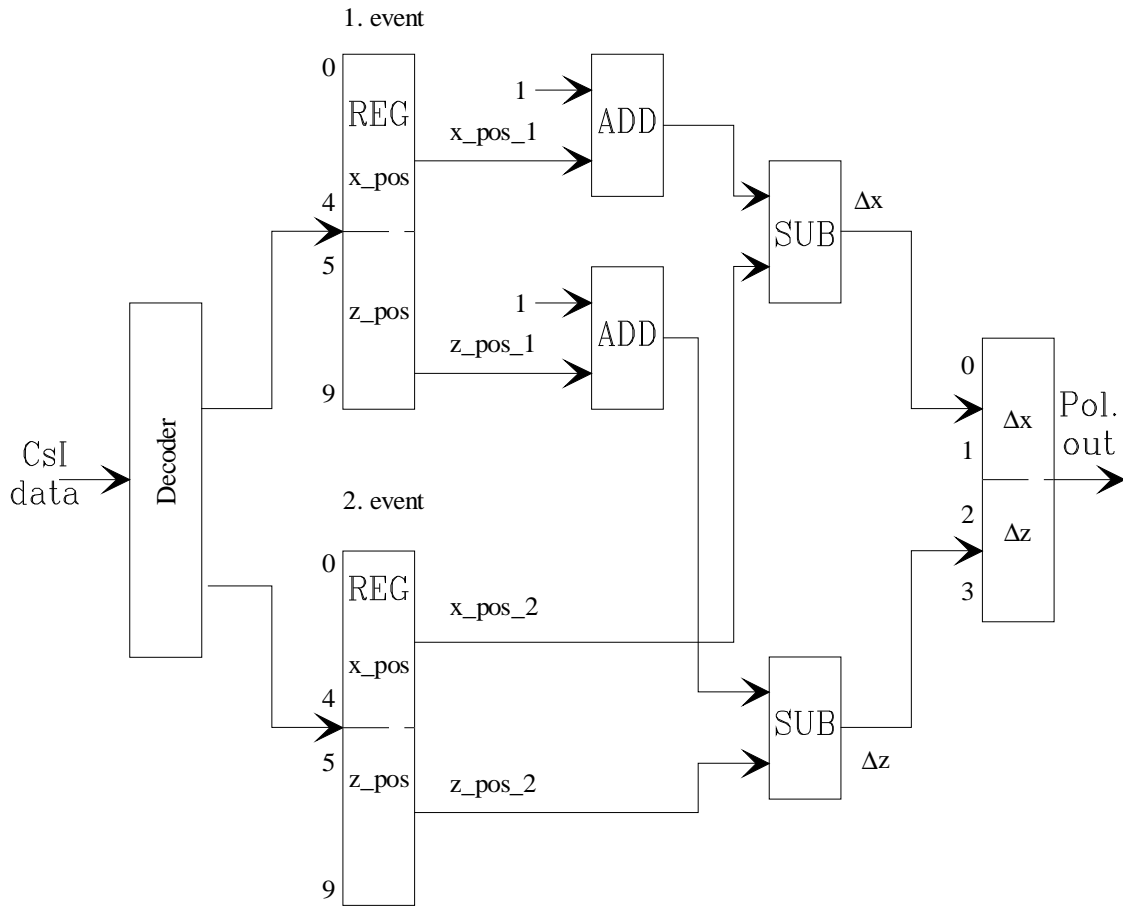 1. event
0
REG
x_pos
4
5
z_pos
9
1
x_pos_1
ADD
1
z_pos_1
ADD
SUB
Δx
CsI
data
Decoder
2. event
0
REG
x_pos
4
5
z_pos
9
x_pos_2
z_pos_2
SUB
Δz
0
Δx
1
2
Δz
3
Pol.
out